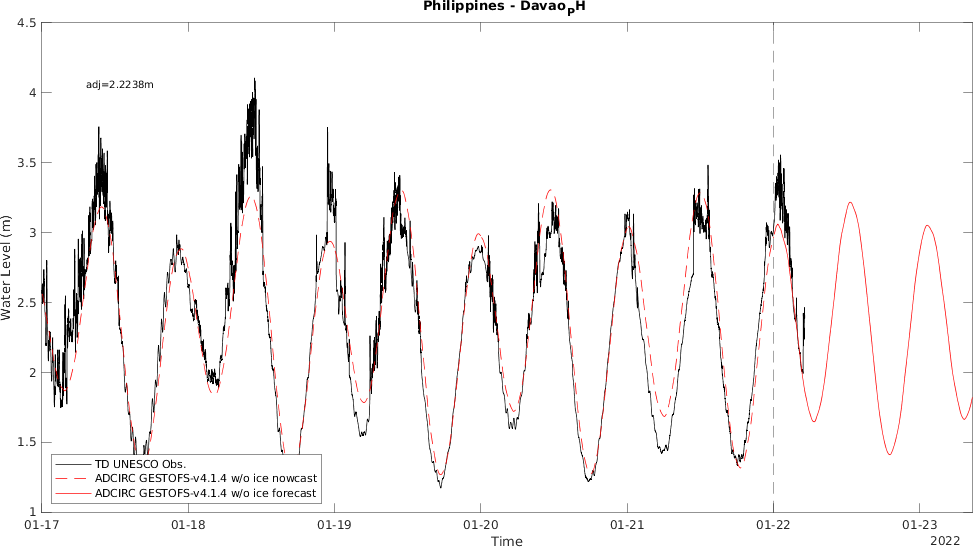 Philippines - DavaoPH
adj=2.2238m
4.5
4
3.5
3
2.5
2
1.5
1
Water Level (m)
TD UNESCO Obs.
ADCIRC GESTOFS-v4.1.4 w/o ice nowcast
ADCIRC GESTOFS-v4.1.4 w/o ice forecast
01-17 01-18 01-19 01-20 01-21 01-22 01-23
Time
2022